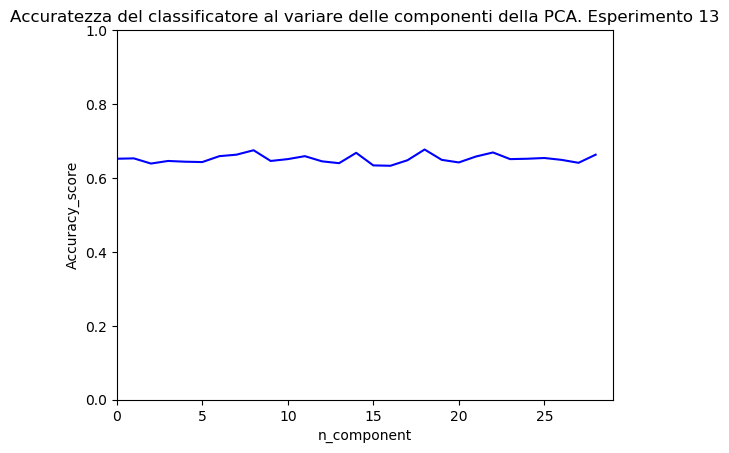 Accuratezza del classificatore al variare delle componenti della PCA. Esperimento 13
1.0
0.8
0.6
0.4
0.2
0.0
Accuracy_score
0 5 10 15 20 25
n_component